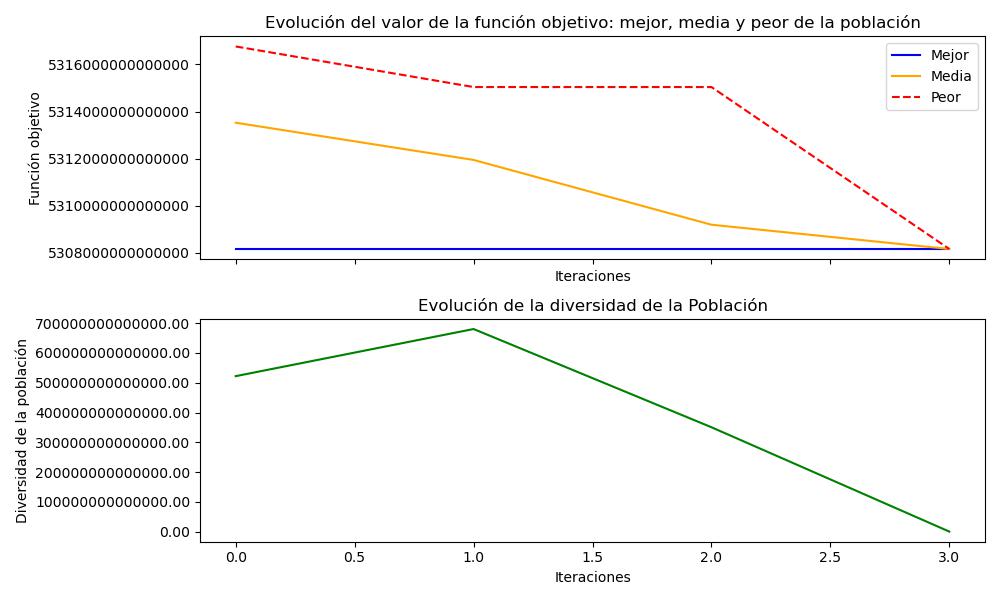 Evolución del valor de la función objetivo: mejor, media y peor de la población
Función objetivo
5316000000000000
5314000000000000
5312000000000000
5310000000000000
5308000000000000
Mejor
Media
Peor
Iteraciones
Evolución de la diversidad de la Población
Diversidad de la población
700000000000000.00
600000000000000.00
500000000000000.00
400000000000000.00
300000000000000.00
200000000000000.00
100000000000000.00
0.00
0.0 0.5 1.0 1.5 2.0 2.5 3.0
Iteraciones